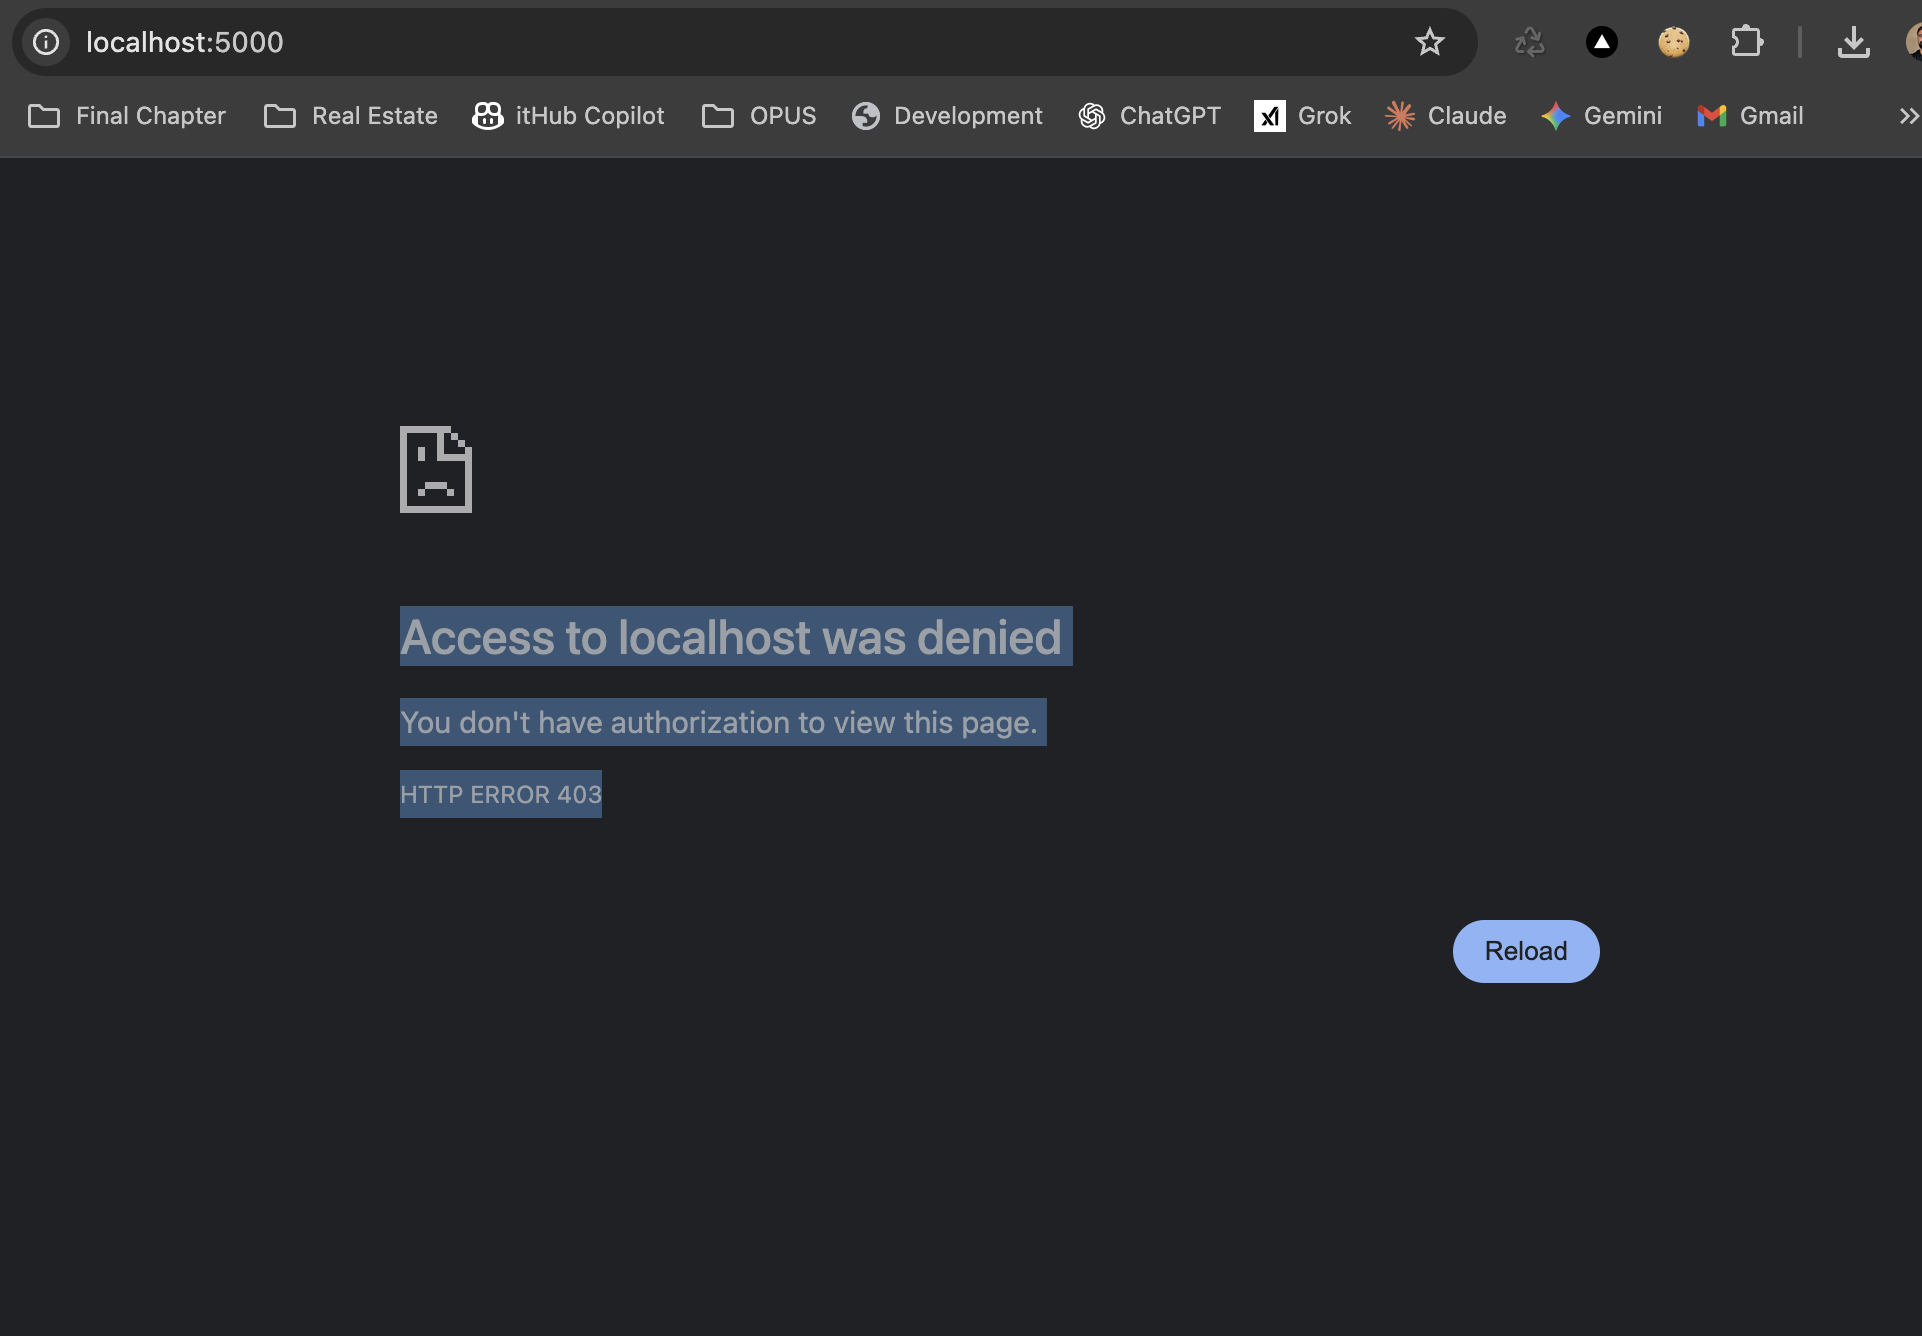 localhost:5000
Final Chapter Real Estate itHub Copilot OPUS Development ChatGPT Grok Claude Gemini Gmail
Access to localhost was denied
You don't have authorization to view this page.
HTTP ERROR 403
Reload